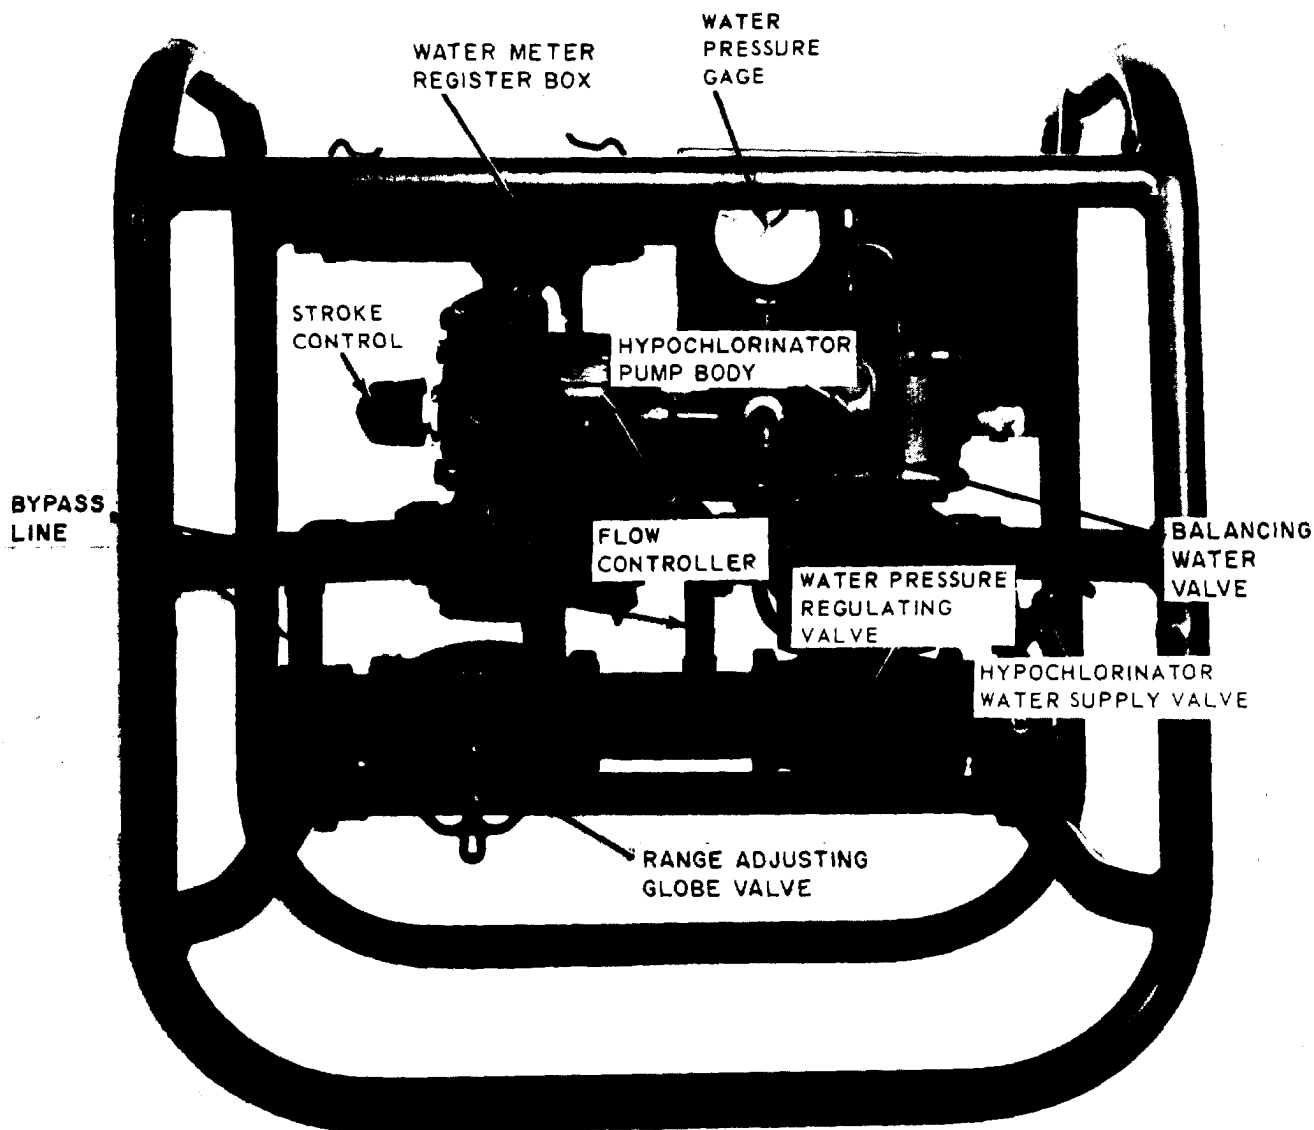 WATER
PRESSURE
GAGE
WATER METER
REGISTER BOX
STROKE
CONTROL
HYPOCHLORINATOR
PUMP BODY
BYPASS
LINE
FLOW
CONTROLLER
BALANCING
WATER
VALVE
WATER PRESSURE
REGULATING
VALVE
HYPOCHLORINATOR
WATER SUPPLY VALVE
RANGE ADJUSTING
GLOBE VALVE